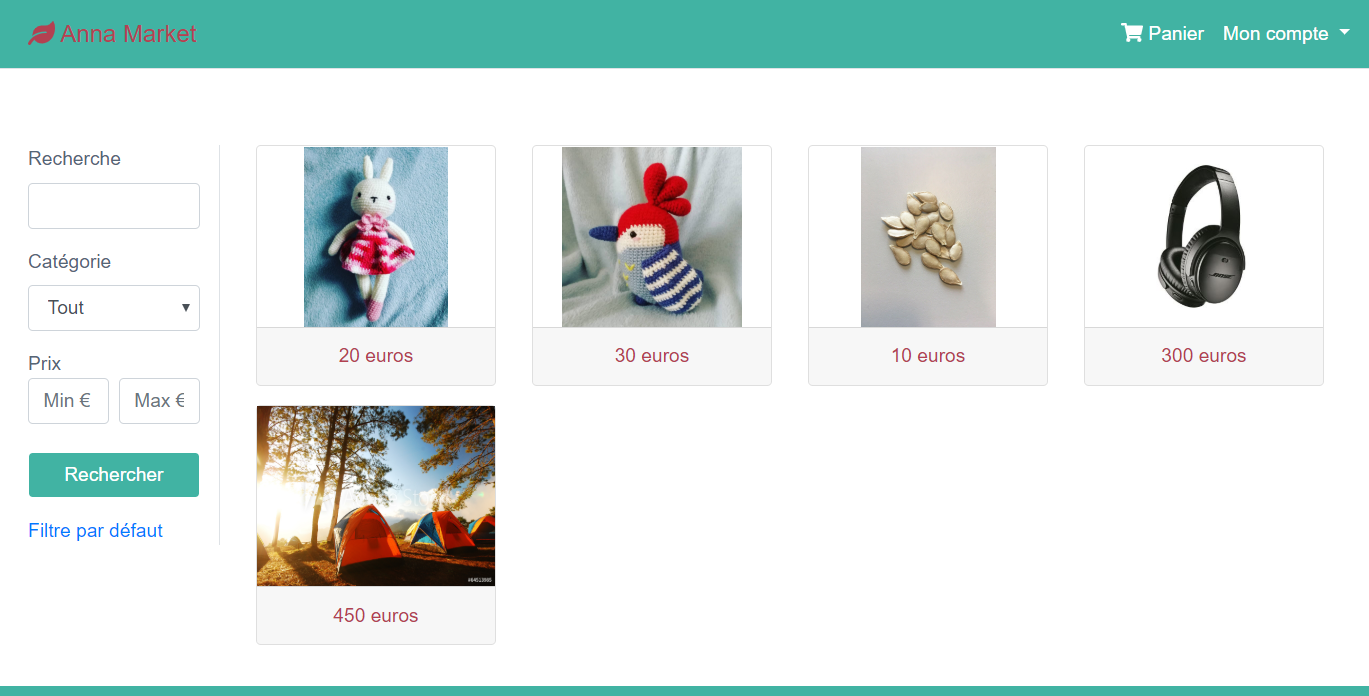 Anna Market
Panier
Mon compte
Recherche
Catégorie
Tout
Prix
Min €
Max €
Rechercher
Filtre par défaut
20 euros
30 euros
BOSE
10 euros
300 euros
450 euros